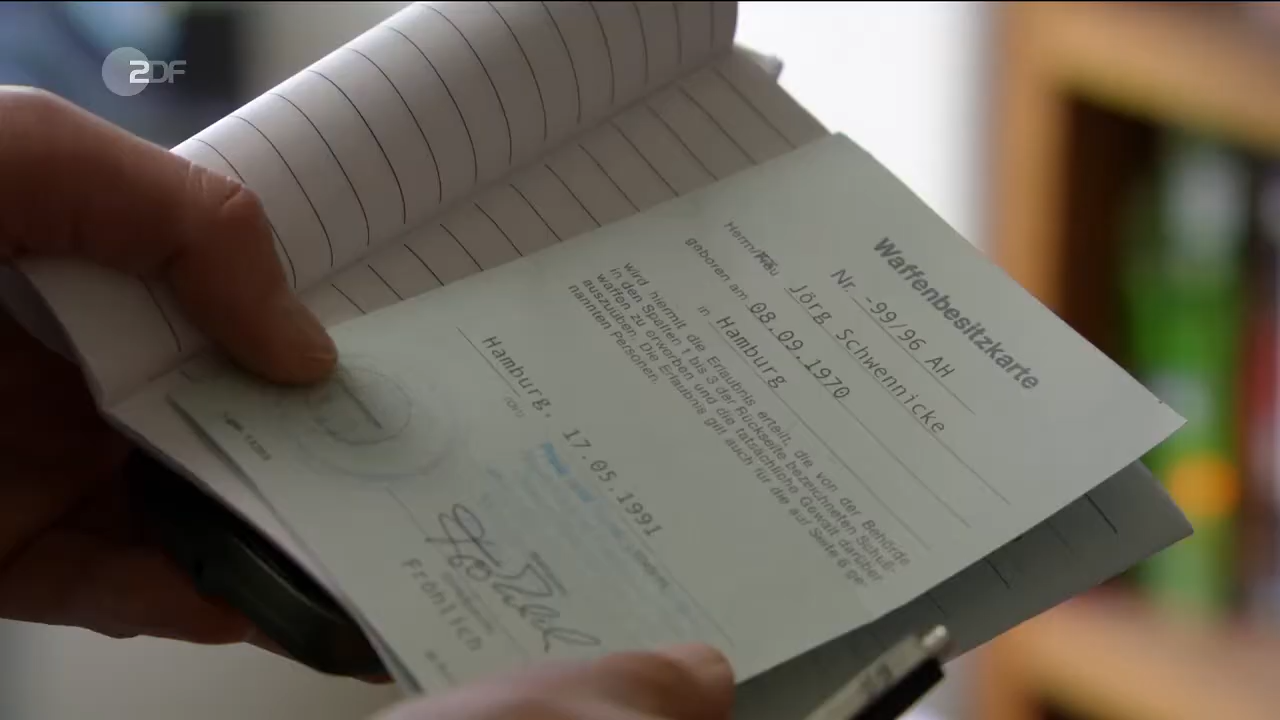 ZDF
Waffenbesitzkarte
Nr. -99/96 AH
Herrn/Frau Jörg Schwennicke
geboren am 08.09.1970
in Hamburg
wird hiermit die Erlaubnis erteilt, die von der Behörde
in den Spalten 1 bis 3 der Rückseite bezeichneten Schuß-
waffen zu erwerben und die tatsächliche Gewalt darüber
auszuüben. Die Erlaubnis gilt auch für die auf Seite 6 ge-
nannten Personen.
Hamburg, 17.05.1991
(Ort)
Fröhlich